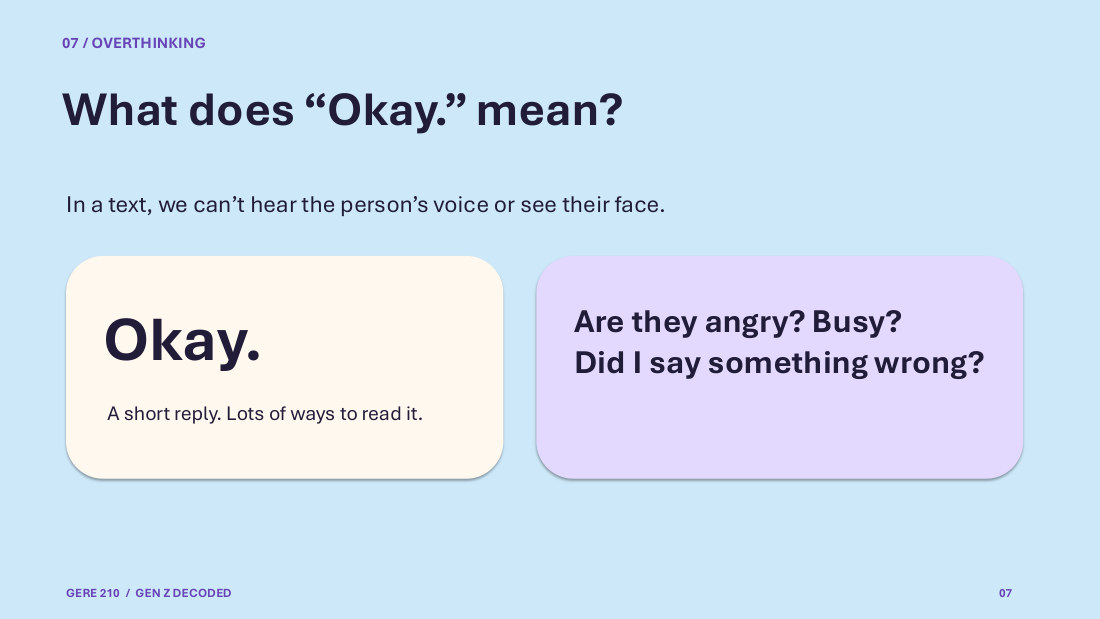 07 / OVERTHINKING
What does “Okay.” mean?
In a text, we can’t hear the person’s voice or see their face.
Okay.
A short reply. Lots of ways to read it.
Are they angry? Busy?
Did I say something wrong?
GERE 210 / GEN Z DECODED
07